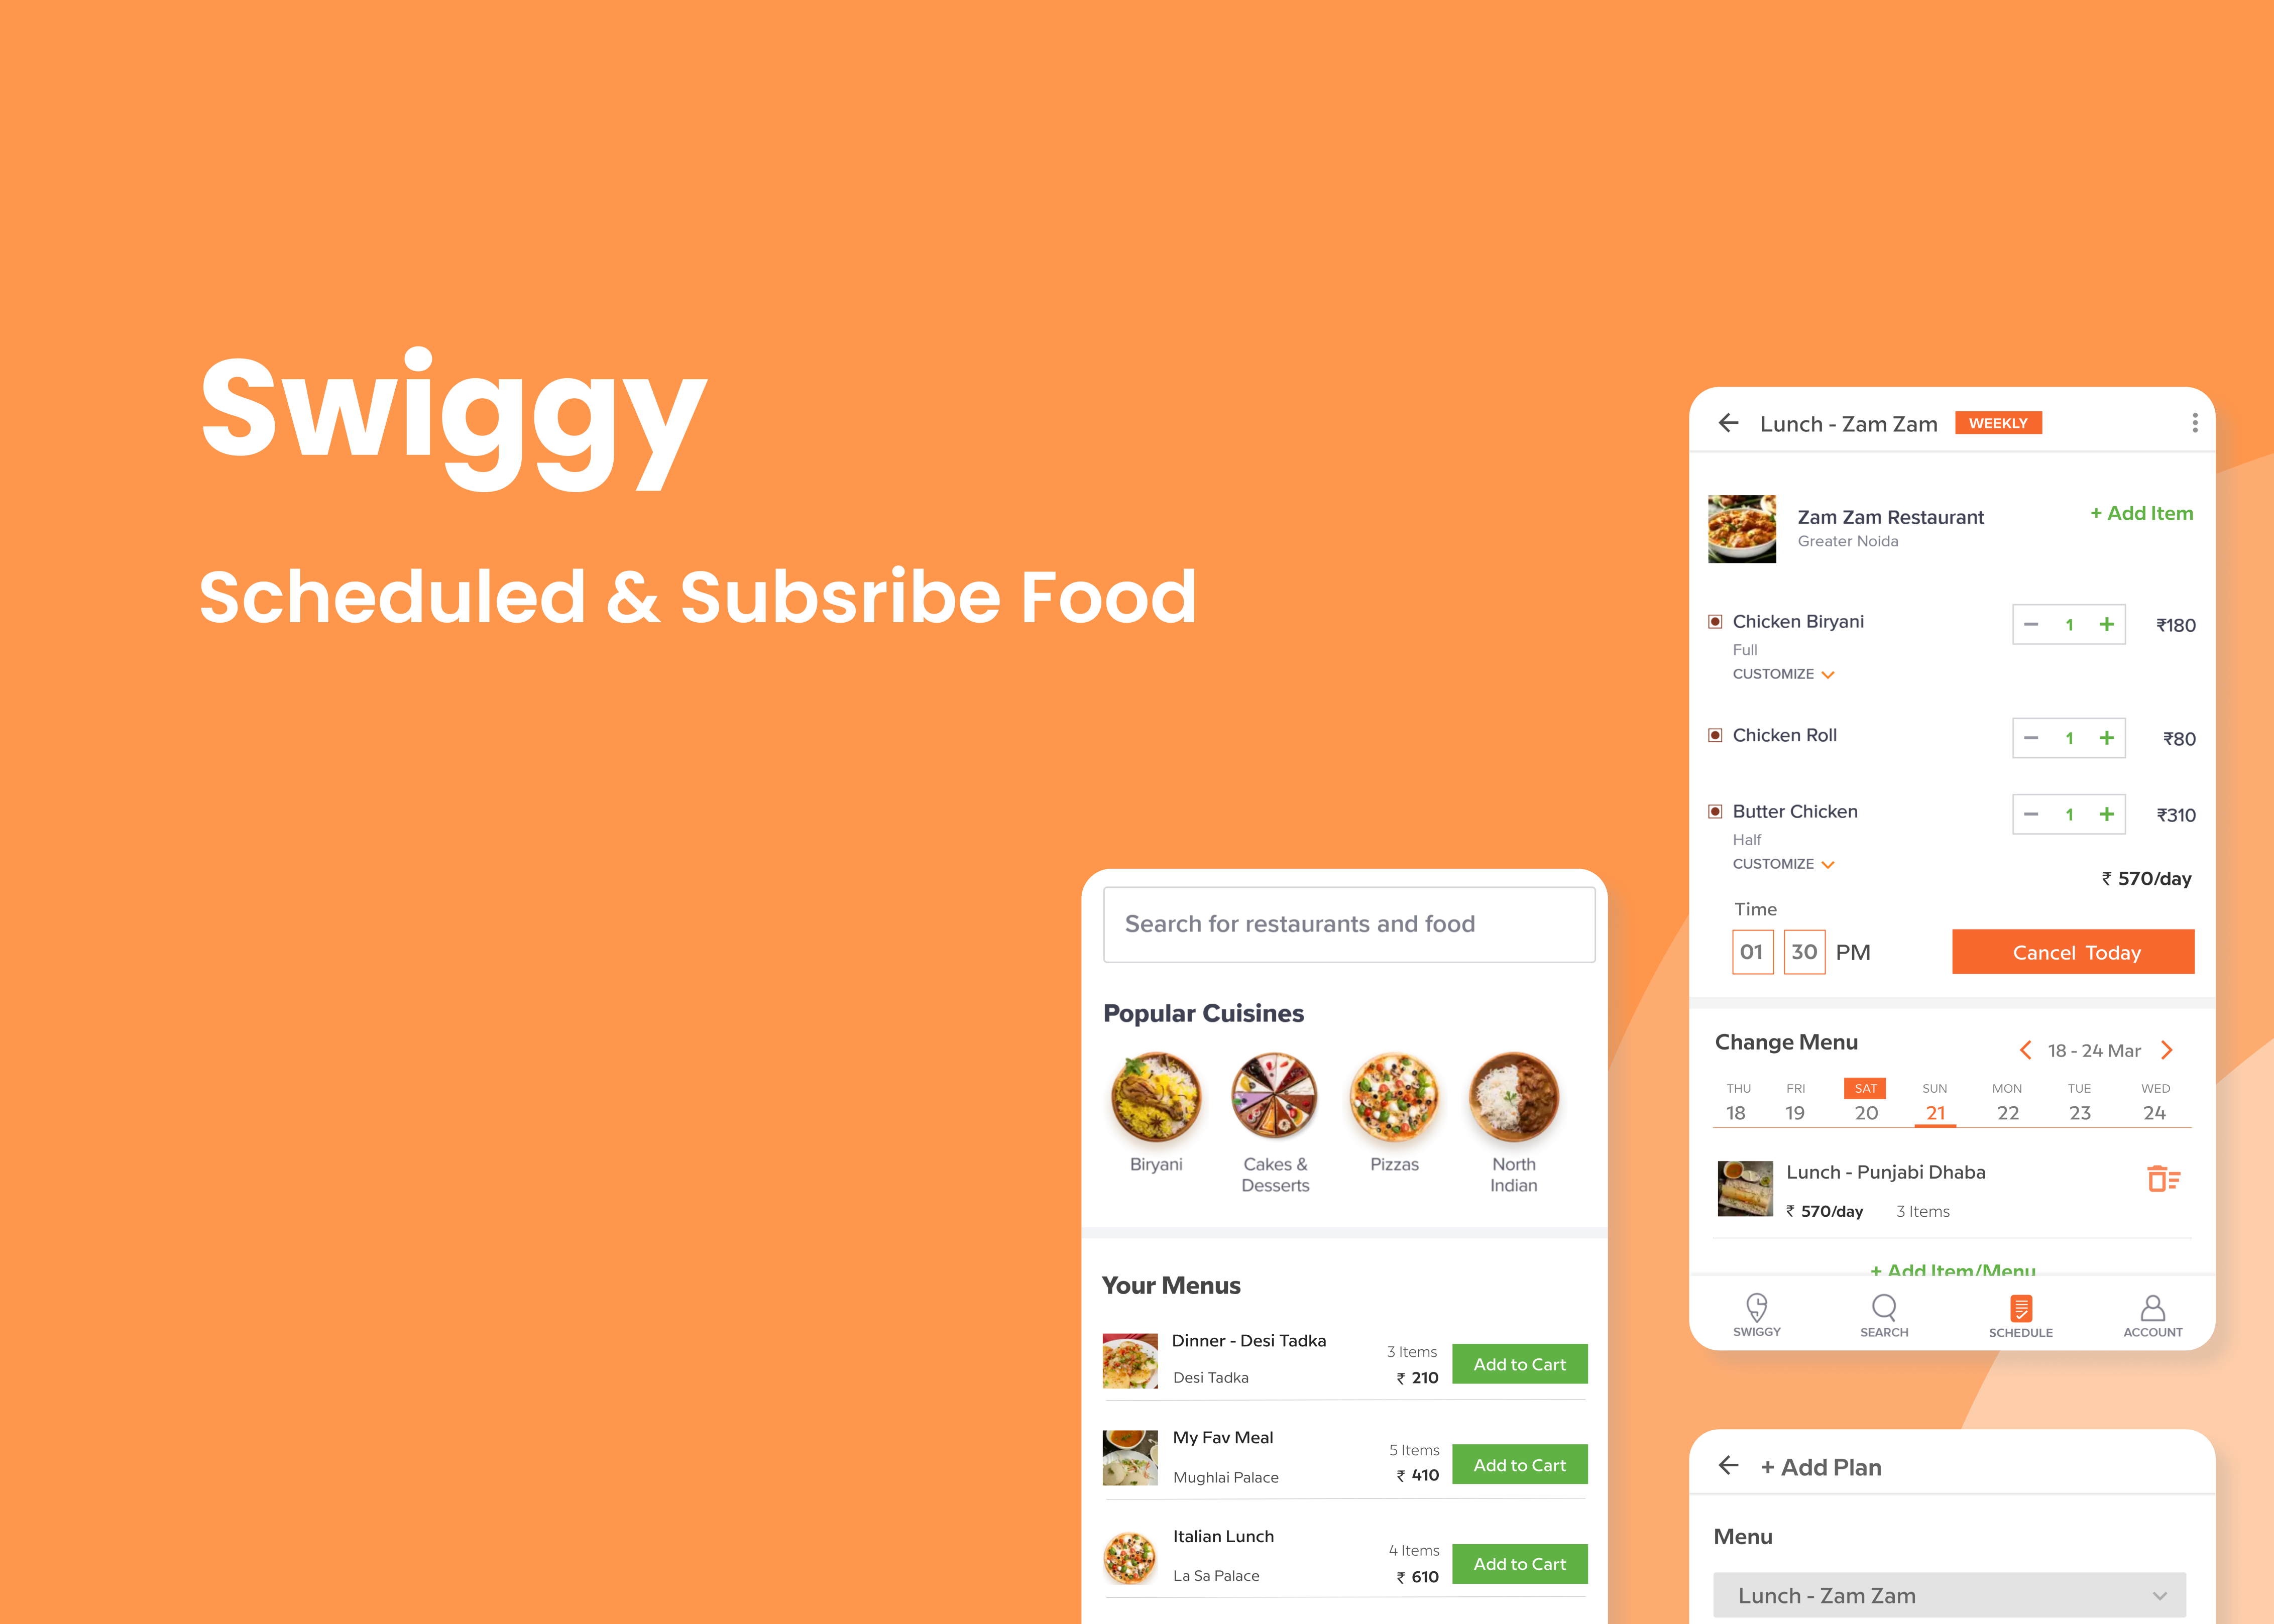 Swiggy
Scheduled & Subsribe Food
Search for restaurants and food
Popular Cuisines
Biryani
Cakes &
Desserts
Pizzas
North
Indian
Your Menus
Dinner - Desi Tadka
Desi Tadka
3 Items
₹ 210
Add to Cart
My Fav Meal
Mughlai Palace
5 Items
₹ 410
Add to Cart
Italian Lunch
La Sa Palace
4 Items
₹ 610
Add to Cart
Lunch - Zam Zam WEEKLY
Zam Zam Restaurant
Greater Noida
+ Add Item
Chicken Biryani
Full
CUSTOMIZE
1
₹180
Chicken Roll
1
₹80
Butter Chicken
Half
CUSTOMIZE
1
₹310
₹ 570/day
Time
01 30 PM
Cancel Today
Change Menu
18 - 24 Mar
THU FRI SAT SUN MON TUE WED
18 19 20 21 22 23 24
Lunch - Punjabi Dhaba
₹ 570/day 3 Items
+ Add Item/Menu
SWIGGY SEARCH SCHEDULE ACCOUNT
+ Add Plan
Menu
Lunch - Zam Zam